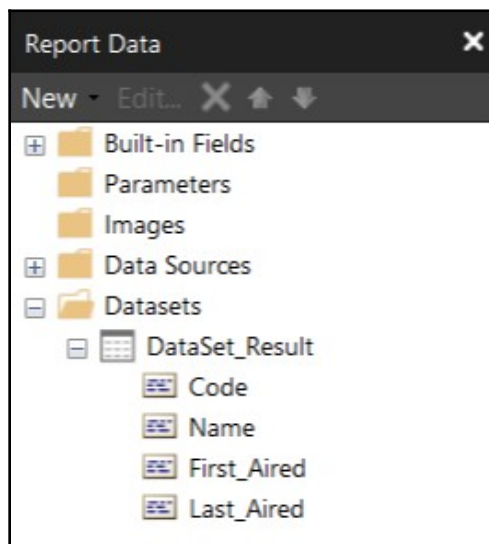 Report Data
New Edit...
Built-in Fields
Parameters
Images
Data Sources
Datasets
DataSet_Result
Code
Name
First_Aired
Last_Aired